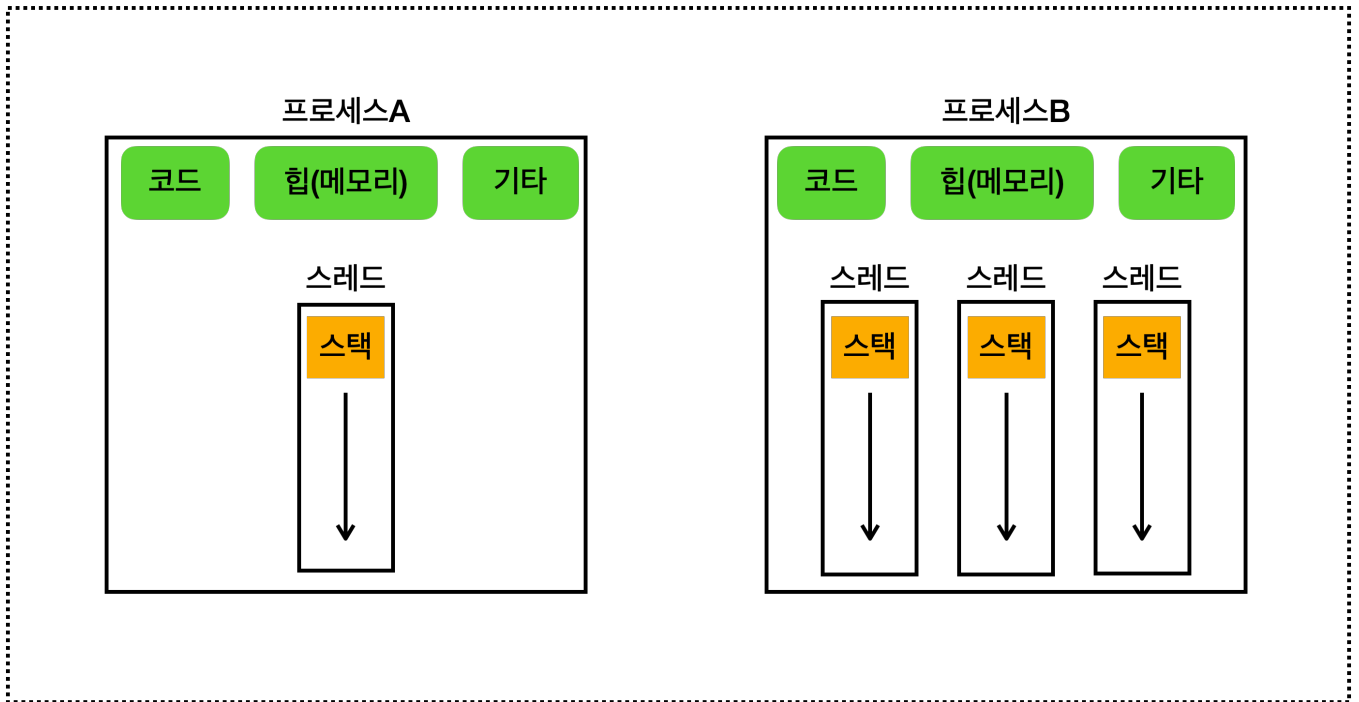 프로세스A
코드 힙(메모리) 기타
스레드
스택
프로세스B
코드 힙(메모리) 기타
스레드 스레드 스레드
스택 스택 스택